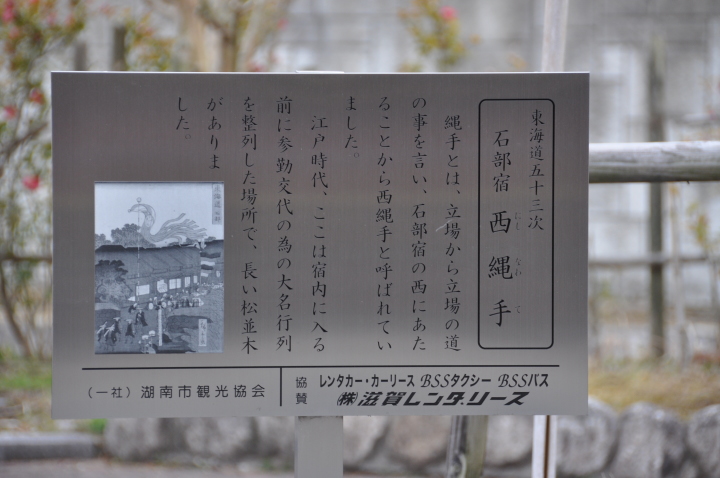 東海道五十三次
石部宿 西縄手
にし なわ て
縄手とは、立場から立場の道
の事を言い、石部宿の西にあた
ることから西縄手と呼ばれてい
ました。
江戸時代、ここは宿内に入る
前に参勤交代の為の大名行列
を整列した場所で、長い松並木
がありま
した。
(一社) 湖南市観光協会
協賛
レンタカー・カーリース BSSタクシー BSSバス
㈱滋賀レンタリース